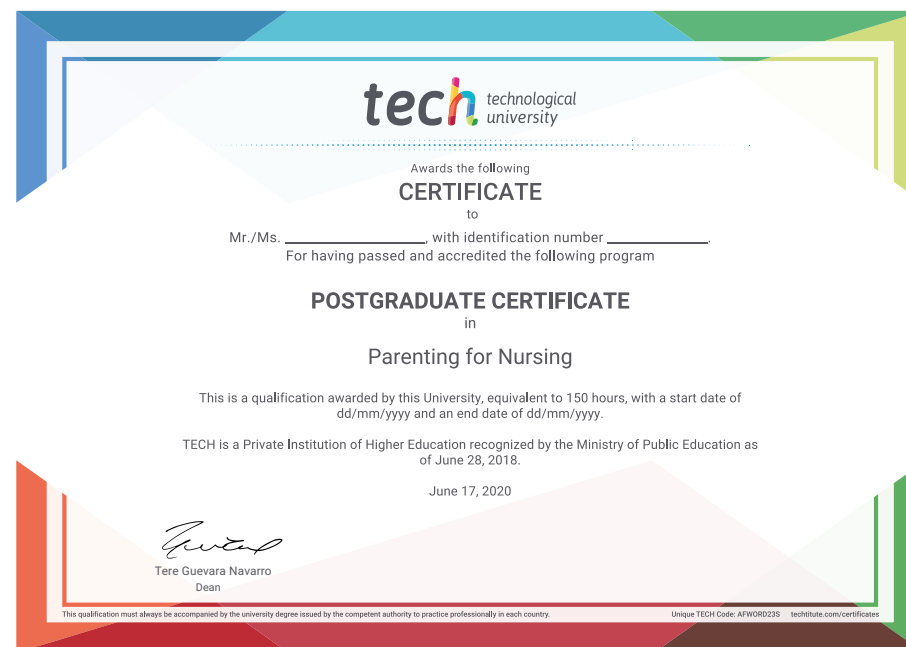 tech technological
university
Awards the following
CERTIFICATE
to
Mr./Ms. ____________________, with identification number ______________.
For having passed and accredited the following program
POSTGRADUATE CERTIFICATE
in
Parenting for Nursing
This is a qualification awarded by this University, equivalent to 150 hours, with a start date of
dd/mm/yyyy and an end date of dd/mm/yyyy.
TECH is a Private Institution of Higher Education recognized by the Ministry of Public Education as
of June 28, 2018.
June 17, 2020
Tere Guevara Navarro
Dean
This qualification must always be accompanied by the university degree issued by the competent authority to practice professionally in each country.
Unique TECH Code: AFWORD23S techtitute.com/certificates